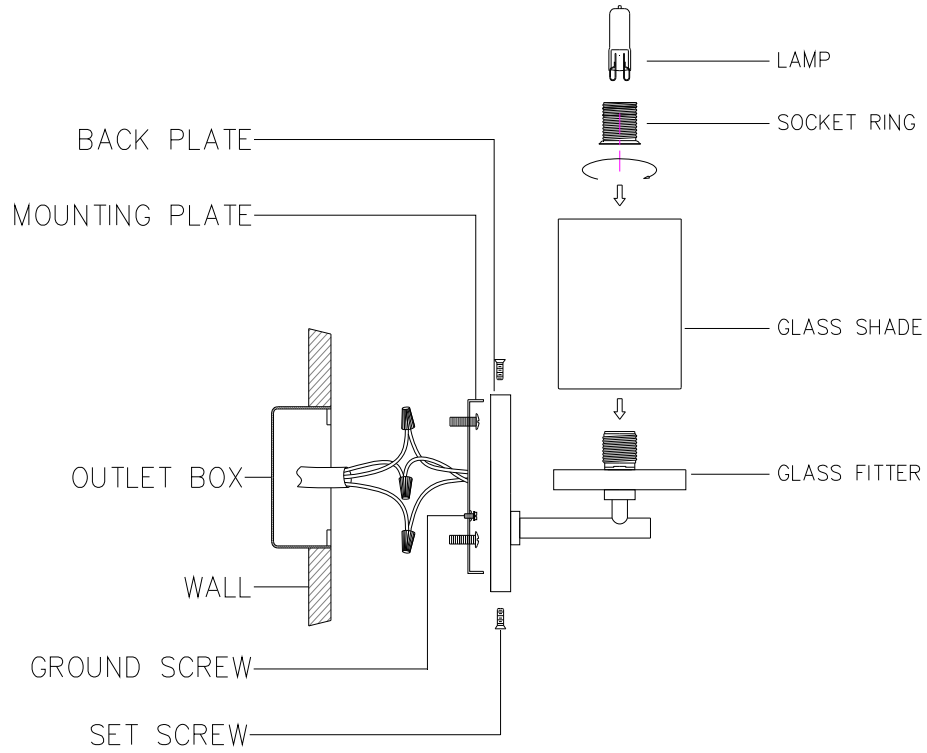 LAMP
SOCKET RING
BACK PLATE
MOUNTING PLATE
GLASS SHADE
OUTLET BOX
GLASS FITTER
WALL
GROUND SCREW
SET SCREW